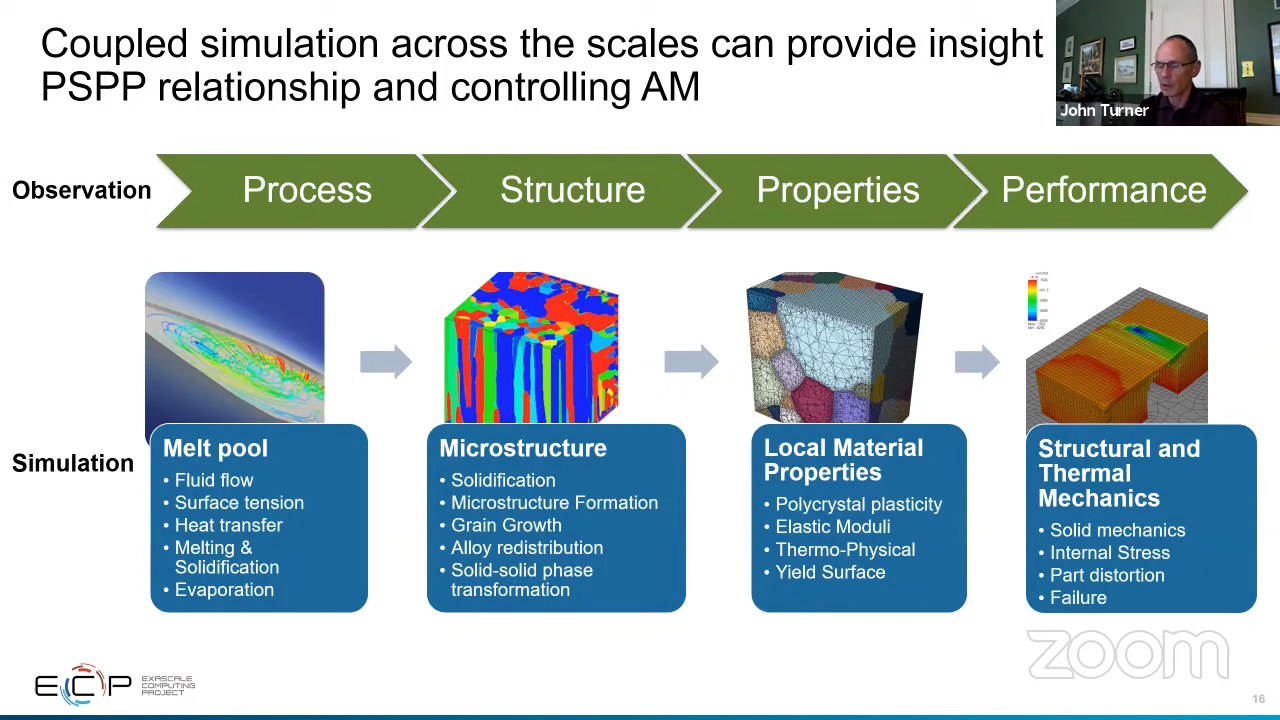 Coupled simulation across the scales can provide insight
PSPP relationship and controlling AM
John Turner
Observation
Process
Structure
Properties
Performance
Simulation
Melt pool
• Fluid flow
• Surface tension
• Heat transfer
• Melting &
Solidification
• Evaporation
Microstructure
• Solidification
• Microstructure Formation
• Grain Growth
• Alloy redistribution
• Solid-solid phase
transformation
Local Material
Properties
• Polycrystal plasticity
• Elastic Moduli
• Thermo-Physical
• Yield Surface
Structural and
Thermal
Mechanics
• Solid mechanics
• Internal Stress
• Part distortion
• Failure
zoom
ECP
EXASCALE
COMPUTING
PROJECT
16